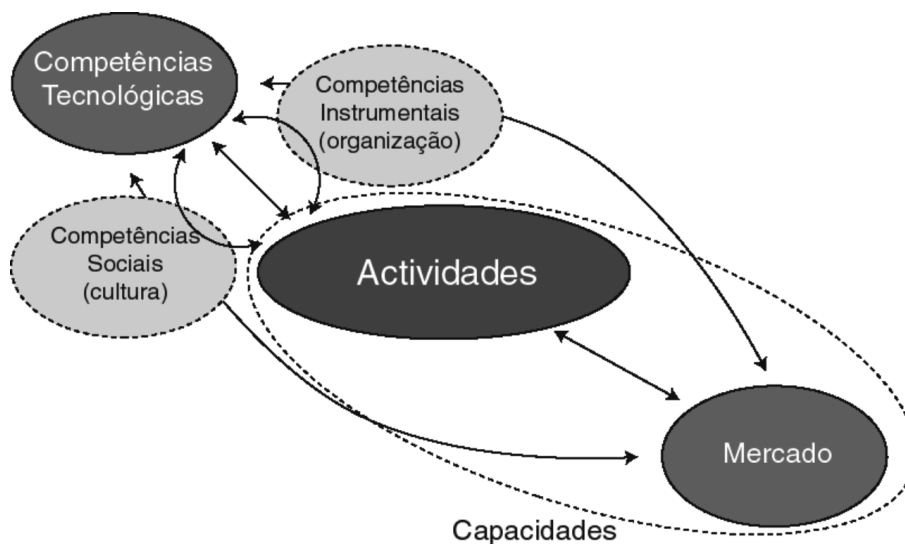 Competências
Tecnológicas
Competências
Instrumentais
(organização)
Competências
Sociais
(cultura)
Actividades
Mercado
Capacidades